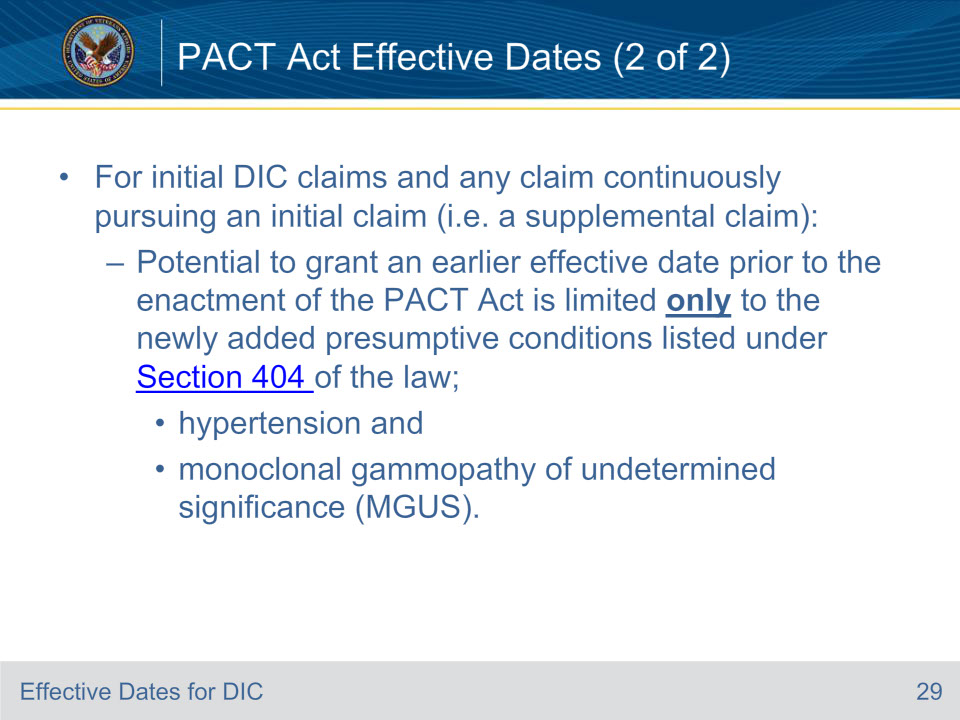 PACT Act Effective Dates (2 of 2)
• For initial DIC claims and any claim continuously
pursuing an initial claim (i.e. a supplemental claim):
– Potential to grant an earlier effective date prior to the
enactment of the PACT Act is limited only to the
newly added presumptive conditions listed under
Section 404 of the law;
• hypertension and
• monoclonal gammopathy of undetermined
significance (MGUS).
Effective Dates for DIC
29